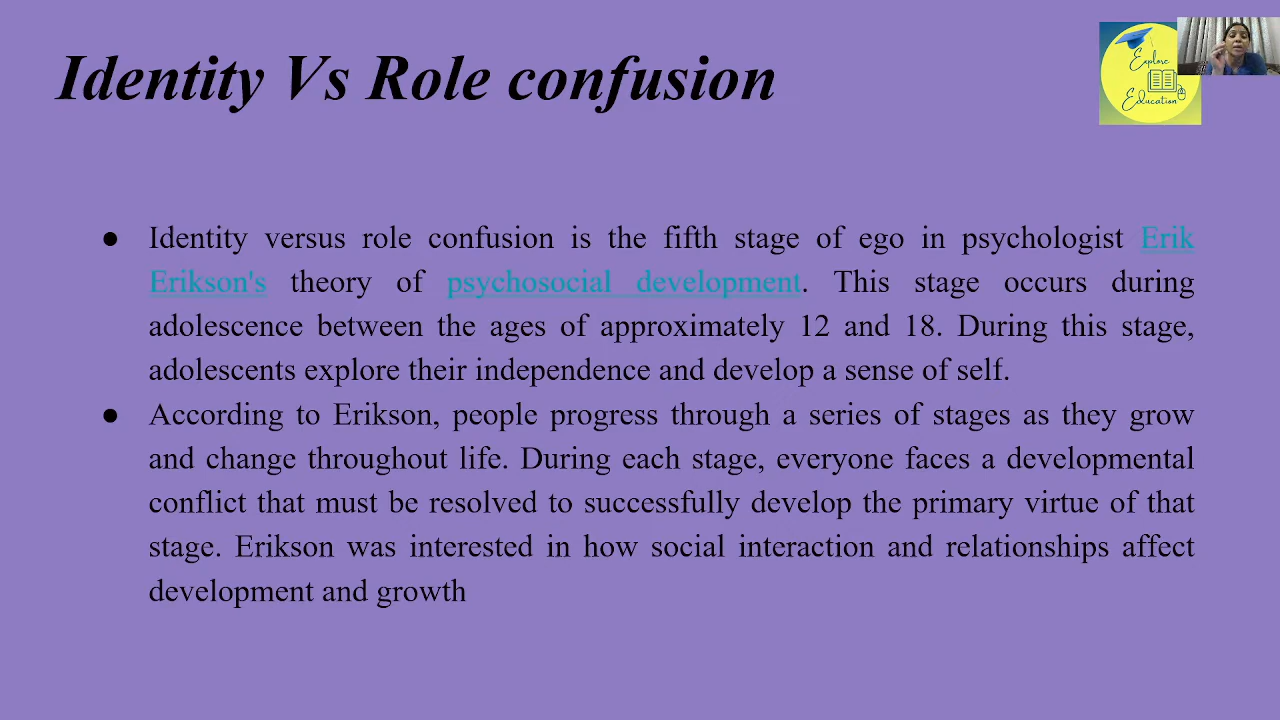 Identity Vs Role confusion
Explore
Education
● Identity versus role confusion is the fifth stage of ego in psychologist Erik
Erikson's theory of psychosocial development. This stage occurs during
adolescence between the ages of approximately 12 and 18. During this stage,
adolescents explore their independence and develop a sense of self.
● According to Erikson, people progress through a series of stages as they grow
and change throughout life. During each stage, everyone faces a developmental
conflict that must be resolved to successfully develop the primary virtue of that
stage. Erikson was interested in how social interaction and relationships affect
development and growth